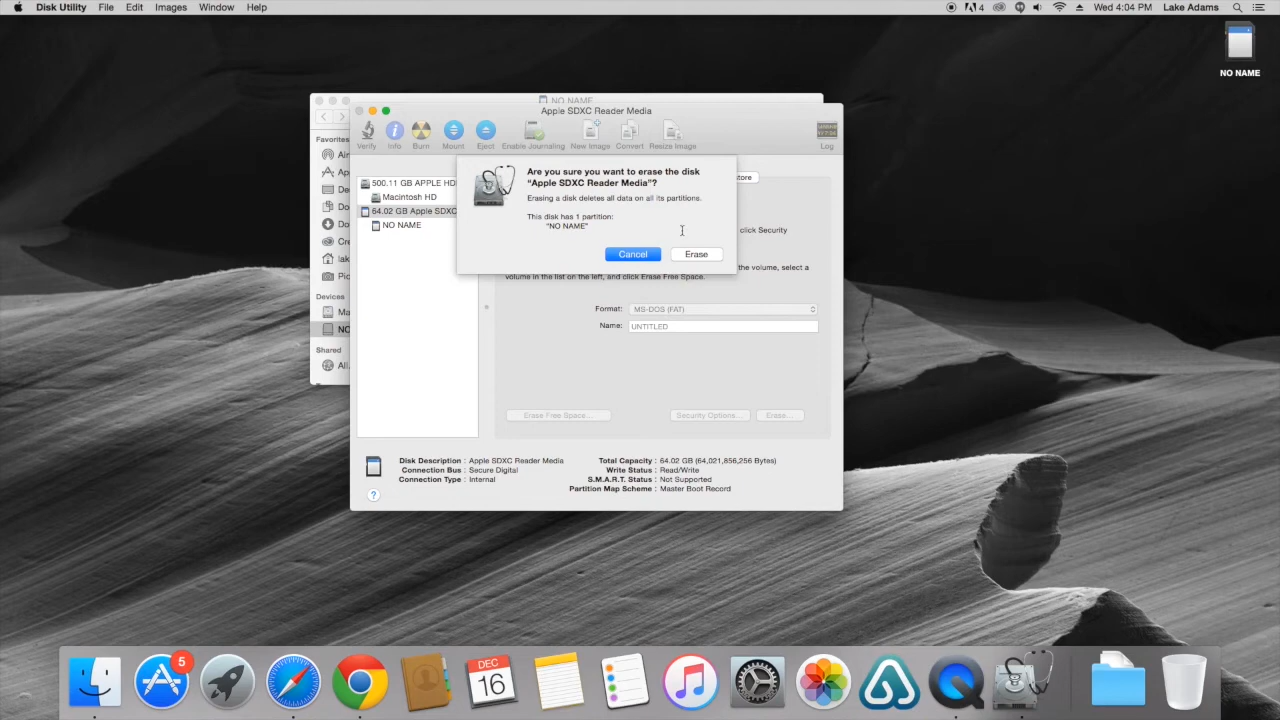 Disk Utility File Edit Images Window Help
4 Wed 4:04 PM Lake Adams
NO NAME
NO NAME
Apple SDXC Reader Media
Verify Info Burn Mount Eject Enable Journaling New Image Convert Resize Image Log
Favorites
Devices
Shared
All
500.11 GB APPLE HD
Macintosh HD
64.02 GB Apple SDXC
NO NAME
Are you sure you want to erase the disk
“Apple SDXC Reader Media”?
Erasing a disk deletes all data on all its partitions.
This disk has 1 partition:
“NO NAME”
Cancel Erase
click Security
the volume, select a
volume in the list on the left, and click Erase Free Space.
Format: MS-DOS (FAT)
Name: UNTITLED
Erase Free Space... Security Options... Erase...
Disk Description : Apple SDXC Reader Media
Connection Bus : Secure Digital
Connection Type : Internal
Total Capacity : 64.02 GB (64,021,856,256 Bytes)
Write Status : Read/Write
S.M.A.R.T. Status : Not Supported
Partition Map Scheme : Master Boot Record
?
5
DEC
16